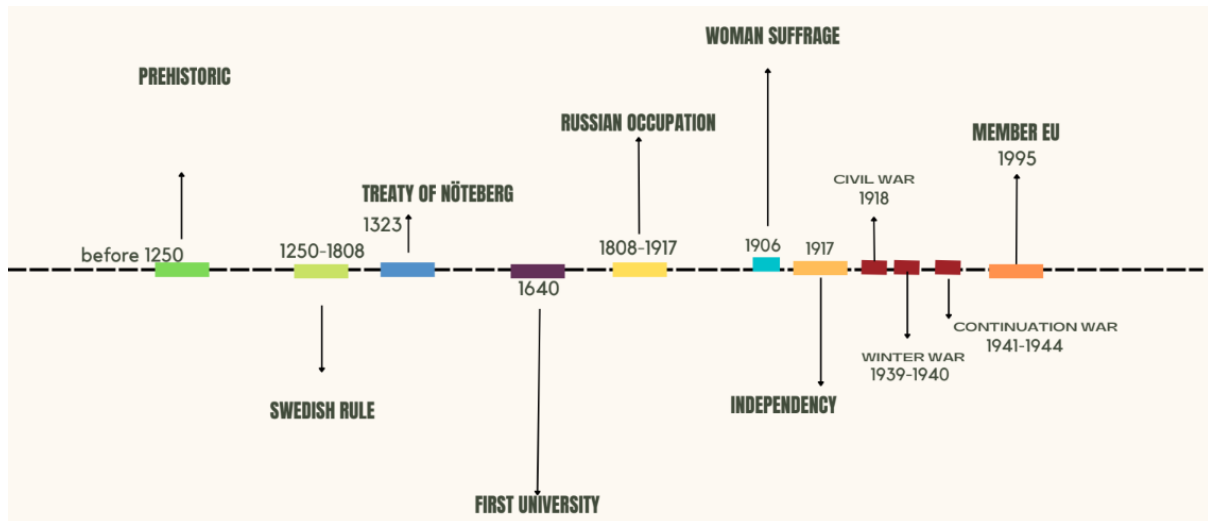 PREHISTORIC
before 1250
1250-1808
SWEDISH RULE
TREATY OF NÖTEBERG
1323
1640
FIRST UNIVERSITY
RUSSIAN OCCUPATION
1808-1917
WOMAN SUFFRAGE
1906
1917
INDEPENDENCY
CIVIL WAR
1918
WINTER WAR
1939-1940
CONTINUATION WAR
1941-1944
MEMBER EU
1995